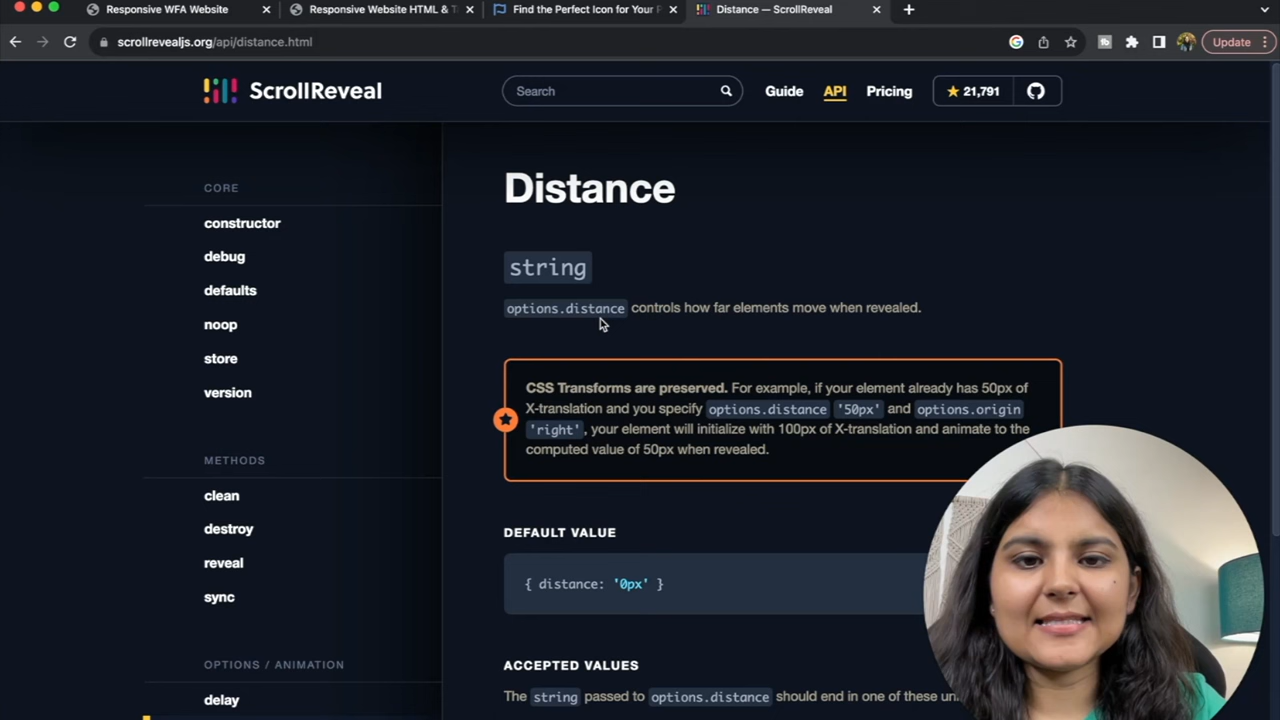 Responsive WFA Website
Responsive Website HTML & T
Find the Perfect Icon for Your P
Distance — ScrollReveal
scrollrevealjs.org/api/distance.html
Update
ScrollReveal
Search
Guide
API
Pricing
21,791
CORE
constructor
debug
defaults
noop
store
version
METHODS
clean
destroy
reveal
sync
OPTIONS / ANIMATION
delay
Distance
string
options.distance controls how far elements move when revealed.
CSS Transforms are preserved. For example, if your element already has 50px of
X-translation and you specify options.distance '50px' and options.origin
'right', your element will initialize with 100px of X-translation and animate to the
computed value of 50px when revealed.
DEFAULT VALUE
{ distance: '0px' }
ACCEPTED VALUES
The string passed to options.distance should end in one of these